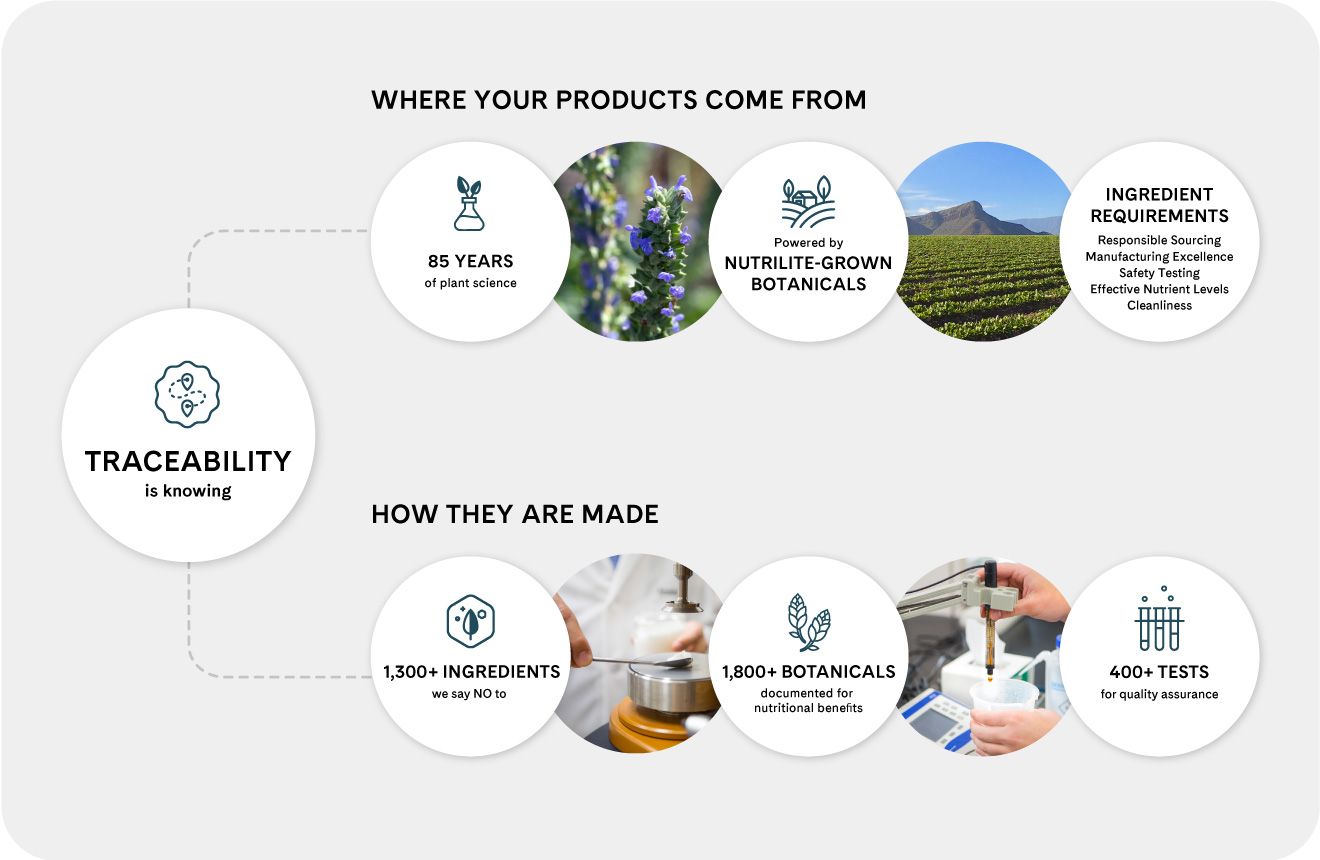 WHERE YOUR PRODUCTS COME FROM
85 YEARS
of plant science
Powered by
NUTRILITE-GROWN
BOTANICALS
INGREDIENT
REQUIREMENTS
Responsible Sourcing
Manufacturing Excellence
Safety Testing
Effective Nutrient Levels
Cleanliness
TRACEABILITY
is knowing
HOW THEY ARE MADE
1,300+ INGREDIENTS
we say NO to
1,800+ BOTANICALS
documented for
nutritional benefits
400+ TESTS
for quality assurance